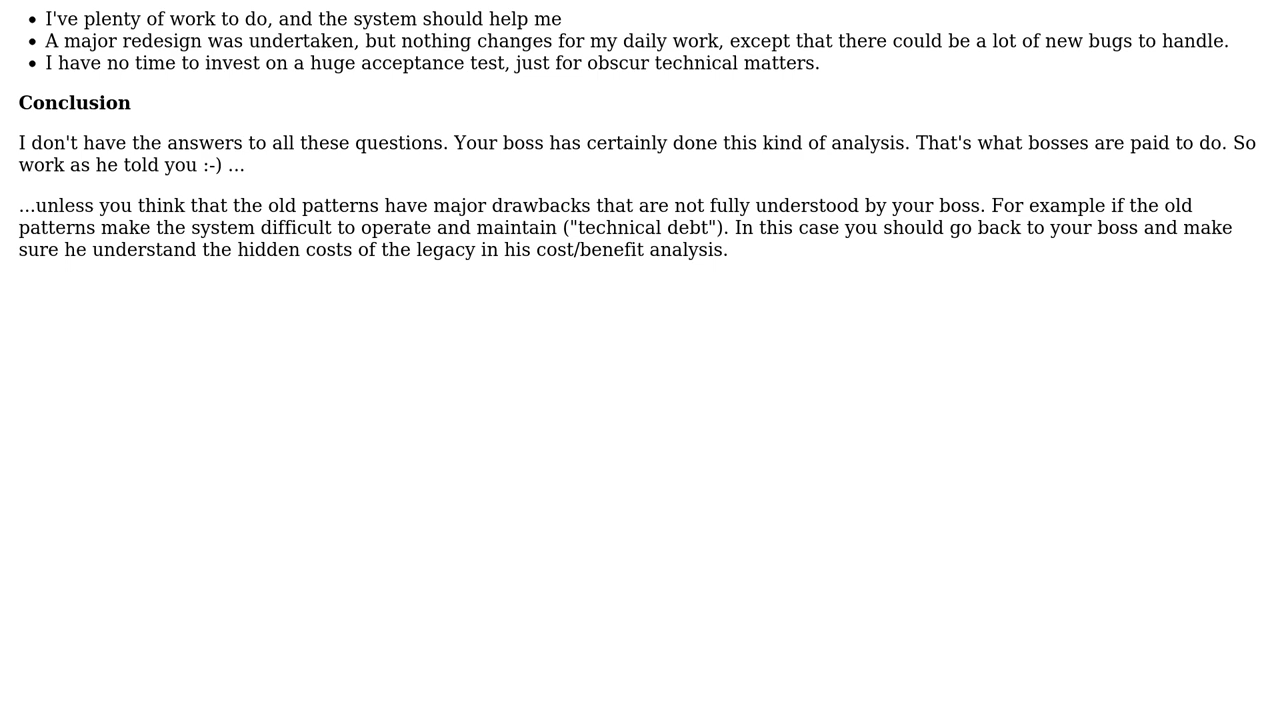 • I've plenty of work to do, and the system should help me
• A major redesign was undertaken, but nothing changes for my daily work, except that there could be a lot of new bugs to handle.
• I have no time to invest on a huge acceptance test, just for obscur technical matters.
Conclusion
I don't have the answers to all these questions. Your boss has certainly done this kind of analysis. That's what bosses are paid to do. So
work as he told you :-) ...
...unless you think that the old patterns have major drawbacks that are not fully understood by your boss. For example if the old
patterns make the system difficult to operate and maintain ("technical debt"). In this case you should go back to your boss and make
sure he understand the hidden costs of the legacy in his cost/benefit analysis.